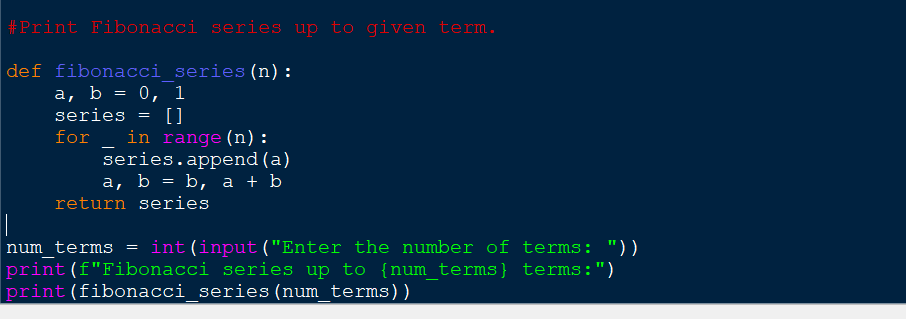 #Print Fibonacci series up to given term.
def fibonacci_series(n):
    a, b = 0, 1
    series = []
    for _ in range(n):
        series.append(a)
        a, b = b, a + b
    return series
num_terms = int(input("Enter the number of terms: "))
print(f"Fibonacci series up to {num_terms} terms:")
print(fibonacci_series(num_terms))